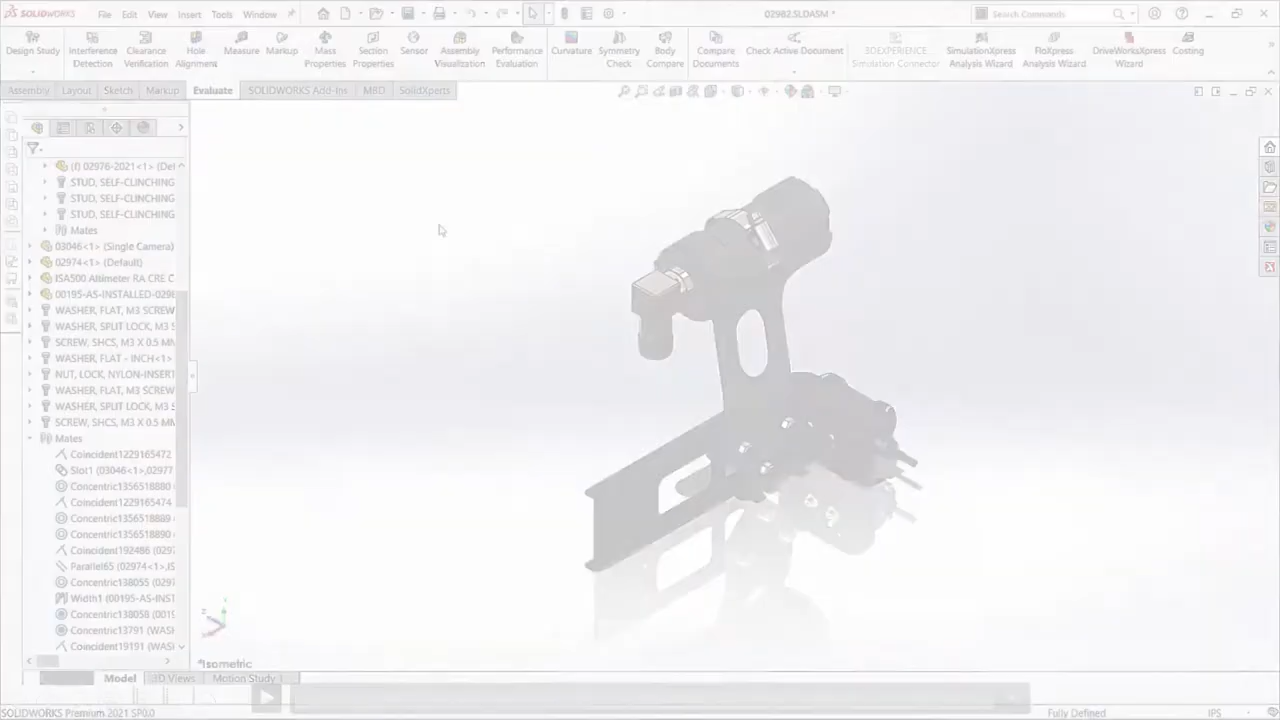 SOLIDWORKS File Edit View Insert Tools Window 02982.SLDASM * Search Commands
Design Study Interference Detection Clearance Verification Hole Alignment Measure Markup Mass Properties Section Properties Sensor Assembly Visualization Performance Evaluation Curvature Symmetry Check Body Compare Compare Documents Check Active Document 3DEXPERIENCE Simulation Connector SimulationXpress Analysis Wizard FloXpress Analysis Wizard DriveWorksXpress Wizard Costing
Assembly Layout Sketch Markup Evaluate SOLIDWORKS Add-Ins MBD SolidXperts
(f) 02976-2021<1> (Def
STUD, SELF-CLINCHING
STUD, SELF-CLINCHING
STUD, SELF-CLINCHING
Mates
03046<1> (Single Camera)
02974<1> (Default)
ISA500 Altimeter RA CRE C
00195-AS-INSTALLED-0298
WASHER, FLAT, M3 SCREW
WASHER, SPLIT LOCK, M3 S
SCREW, SHCS, M3 X 0.5 MM
WASHER, FLAT - INCH<1>
NUT, LOCK, NYLON-INSERT
WASHER, FLAT, M3 SCREW
WASHER, SPLIT LOCK, M3 S
SCREW, SHCS, M3 X 0.5 MM
Mates
Coincident1229165472
Slot1 (03046<1>,02977
Concentric1356518880
Coincident1229165474
Concentric1356518889
Concentric1356518890
Coincident192486 (0297
Parallel65 (02974<1>,IS
Concentric138055 (0297
Width1 (00195-AS-INST
Concentric138058 (0019
Concentric13791 (WASH
Coincident19191 (WAS
*Isometric
Model 3D Views Motion Study 1
SOLIDWORKS Premium 2021 SP0.0 Fully Defined IPS